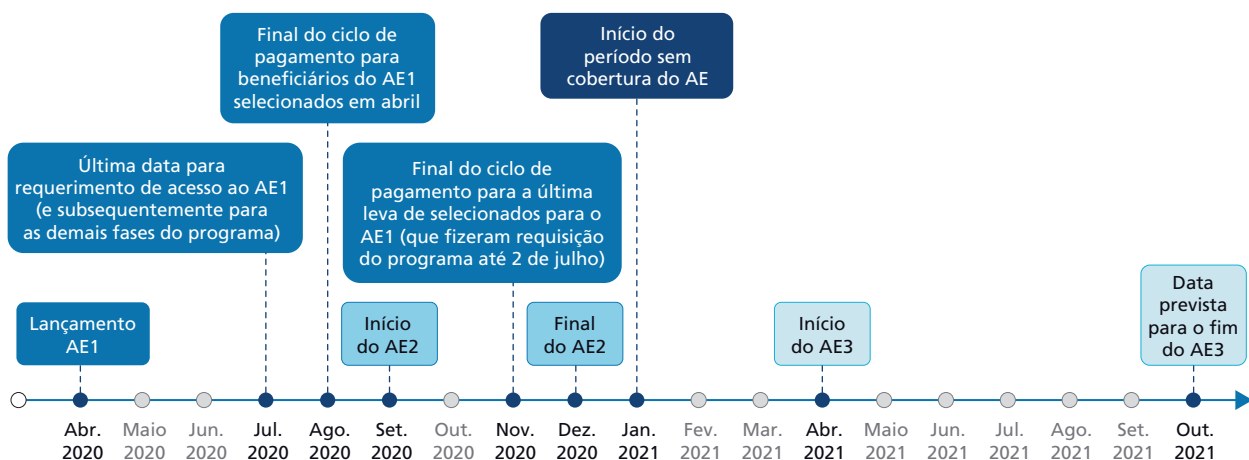 Final do ciclo de
pagamento para
beneficiários do AE1
selecionados em abril
Início do
período sem
cobertura do AE
Última data para
requerimento de acesso ao AE1
(e subsequentemente para
as demais fases do programa)
Final do ciclo de
pagamento para a última
leva de selecionados para o
AE1 (que fizeram requisição
do programa até 2 de julho)
Lançamento
AE1
Início
do AE2
Final
do AE2
Início
do AE3
Data
prevista
para o fim
do AE3
Abr.
2020
Maio
2020
Jun.
2020
Jul.
2020
Ago.
2020
Set.
2020
Out.
2020
Nov.
2020
Dez.
2020
Jan.
2021
Fev.
2021
Mar.
2021
Abr.
2021
Maio
2021
Jun.
2021
Jul.
2021
Ago.
2021
Set.
2021
Out.
2021